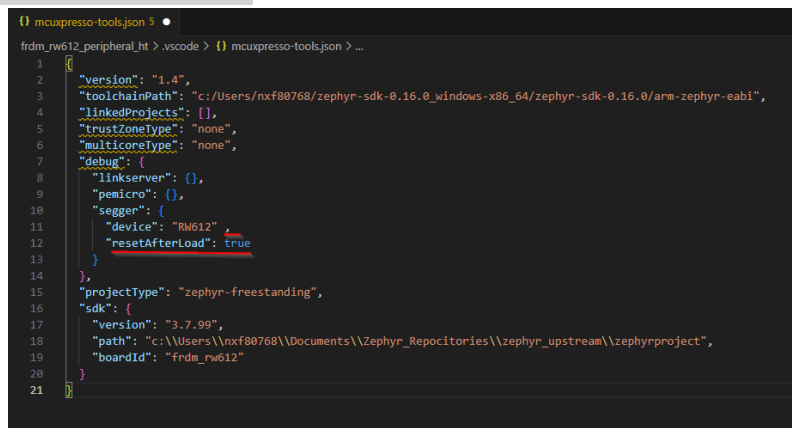 {} mcuxpresso-tools.json 5 ●
frdm_rw612_peripheral_ht > .vscode > {} mcuxpresso-tools.json > ...
1 {
2 "version": "1.4",
3 "toolchainPath": "c:/Users/nxf80768/zephyr-sdk-0.16.0_windows-x86_64/zephyr-sdk-0.16.0/arm-zephyr-eabi",
4 "linkedProjects": [],
5 "trustZoneType": "none",
6 "multicoreType": "none",
7 "debug": {
8 "linkserver": {},
9 "pemicro": {},
10 "segger": {
11 "device": "RW612" ,
12 "resetAfterLoad": true
13 }
14 },
15 "projectType": "zephyr-freestanding",
16 "sdk": {
17 "version": "3.7.99",
18 "path": "c:\\Users\\nxf80768\\Documents\\Zephyr_Repocitories\\zephyr_upstream\\zephyrproject",
19 "boardId": "frdm_rw612"
20 }
21 }